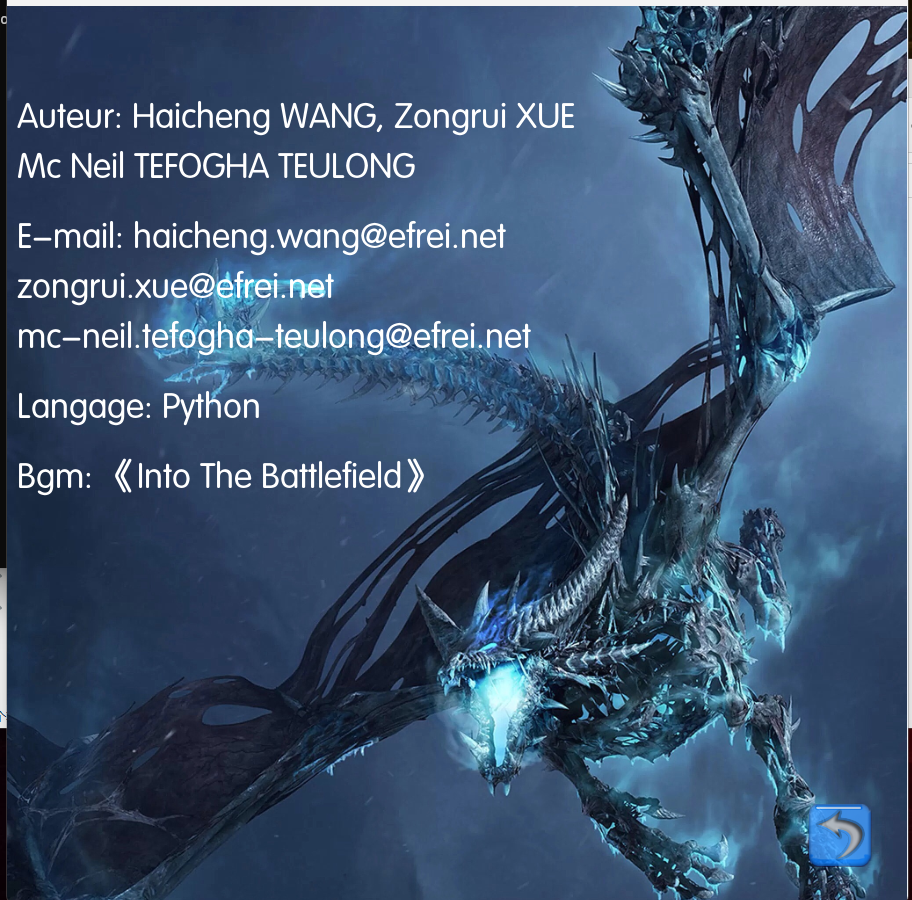 Auteur: Haicheng WANG, Zongrui XUE
Mc Neil TEFOGHA TEULONG
E-mail: haicheng.wang@efrei.net
zongrui.xue@efrei.net
mc-neil.tefogha-teulong@efrei.net
Langage: Python
Bgm: 《Into The Battlefield》